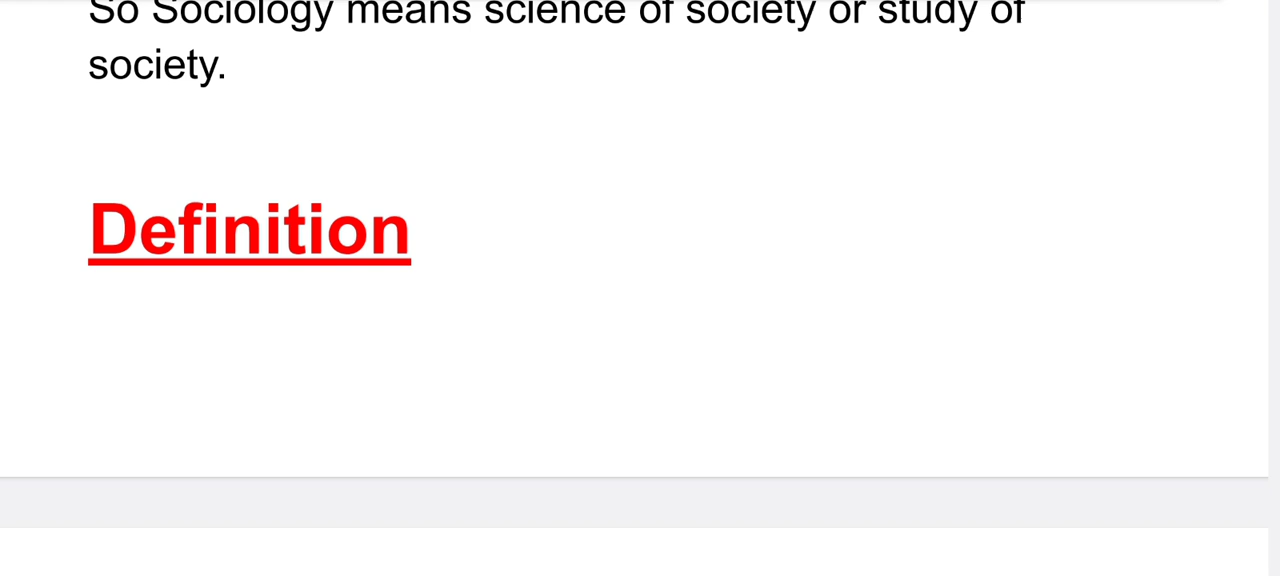 So Sociology means science of society or study of
society.
Definition